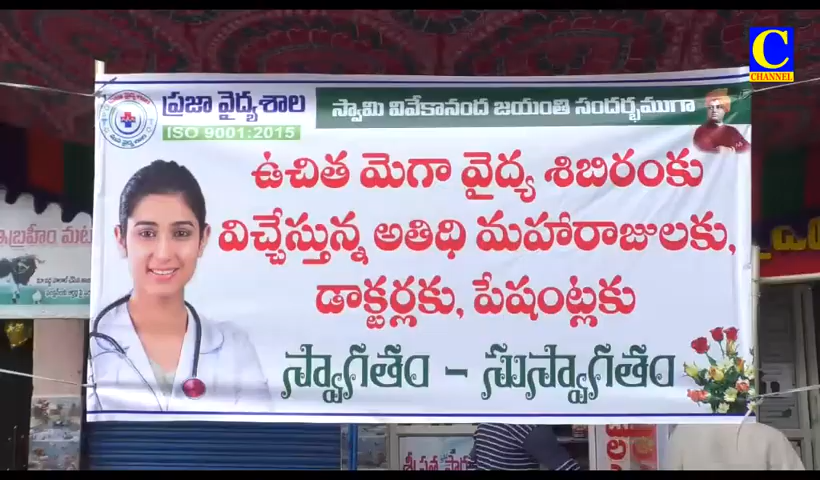 C
CHANNEL
ప్రజా వైద్యశాల
ISO 9001:2015
స్వామి వివేకానంద జయంతి సందర్భముగా
ఉచిత మెగా వైద్య శిబిరంకు
విచ్చేస్తున్న అతిధి మహారాజులకు,
డాక్టర్లకు, పేషంట్లకు
స్వాగతం - సుస్వాగతం